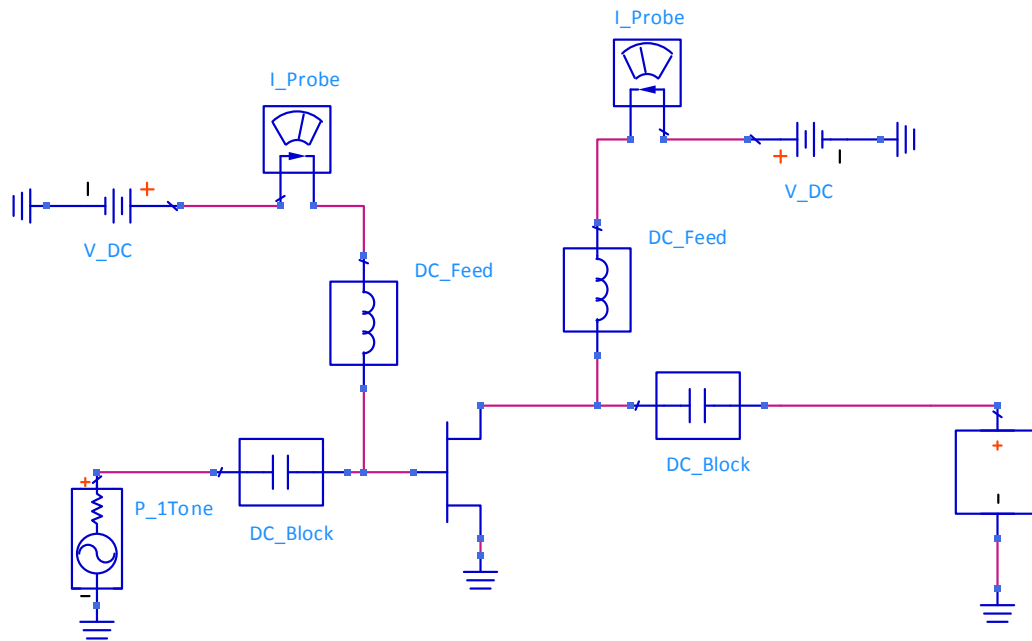 I_Probe
I_Probe
V_DC
V_DC
DC_Feed
DC_Feed
DC_Block
P_1Tone
DC_Block